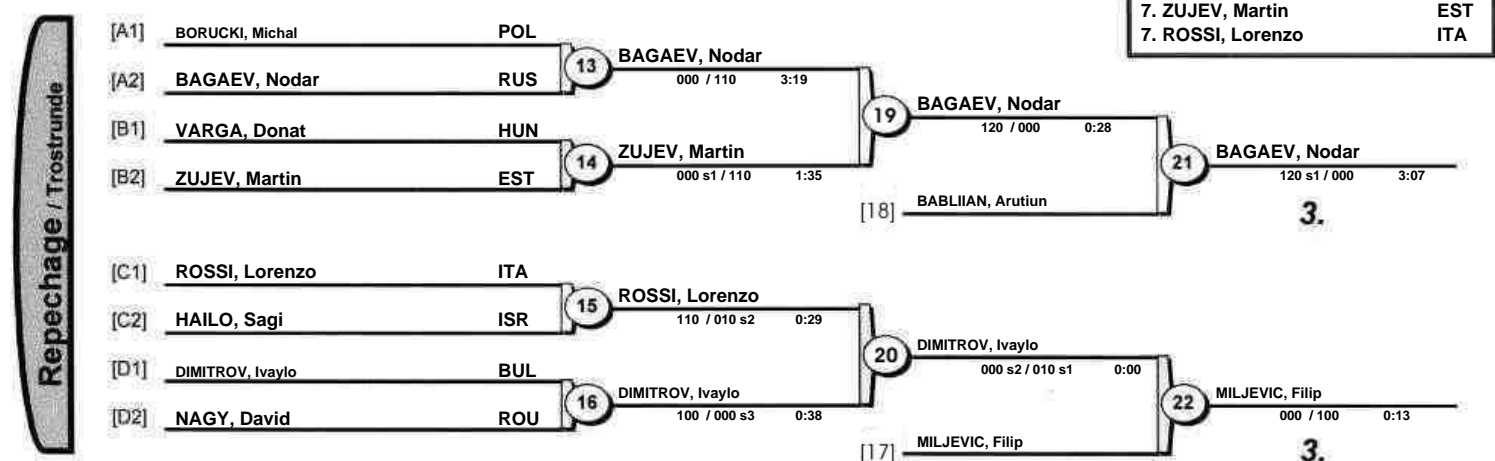 7. ZUJEV, Martin EST
7. ROSSI, Lorenzo ITA
Repechage / Trostrunde
[A1] BORUCKI, Michal POL
13 BAGAEV, Nodar
000 / 110 3:19
[A2] BAGAEV, Nodar RUS
19 BAGAEV, Nodar
120 / 000 0:28
[B1] VARGA, Donat HUN
14 ZUJEV, Martin
000 s1 / 110 1:35
[B2] ZUJEV, Martin EST
21 BAGAEV, Nodar
120 s1 / 000 3:07
[18] BABLIIAN, Arutiun
3.
[C1] ROSSI, Lorenzo ITA
15 ROSSI, Lorenzo
110 / 010 s2 0:29
[C2] HAILO, Sagi ISR
20 DIMITROV, Ivaylo
000 s2 / 010 s1 0:00
[D1] DIMITROV, Ivaylo BUL
16 DIMITROV, Ivaylo
100 / 000 s3 0:38
[D2] NAGY, David ROU
22 MILJEVIC, Filip
000 / 100 0:13
[17] MILJEVIC, Filip
3.